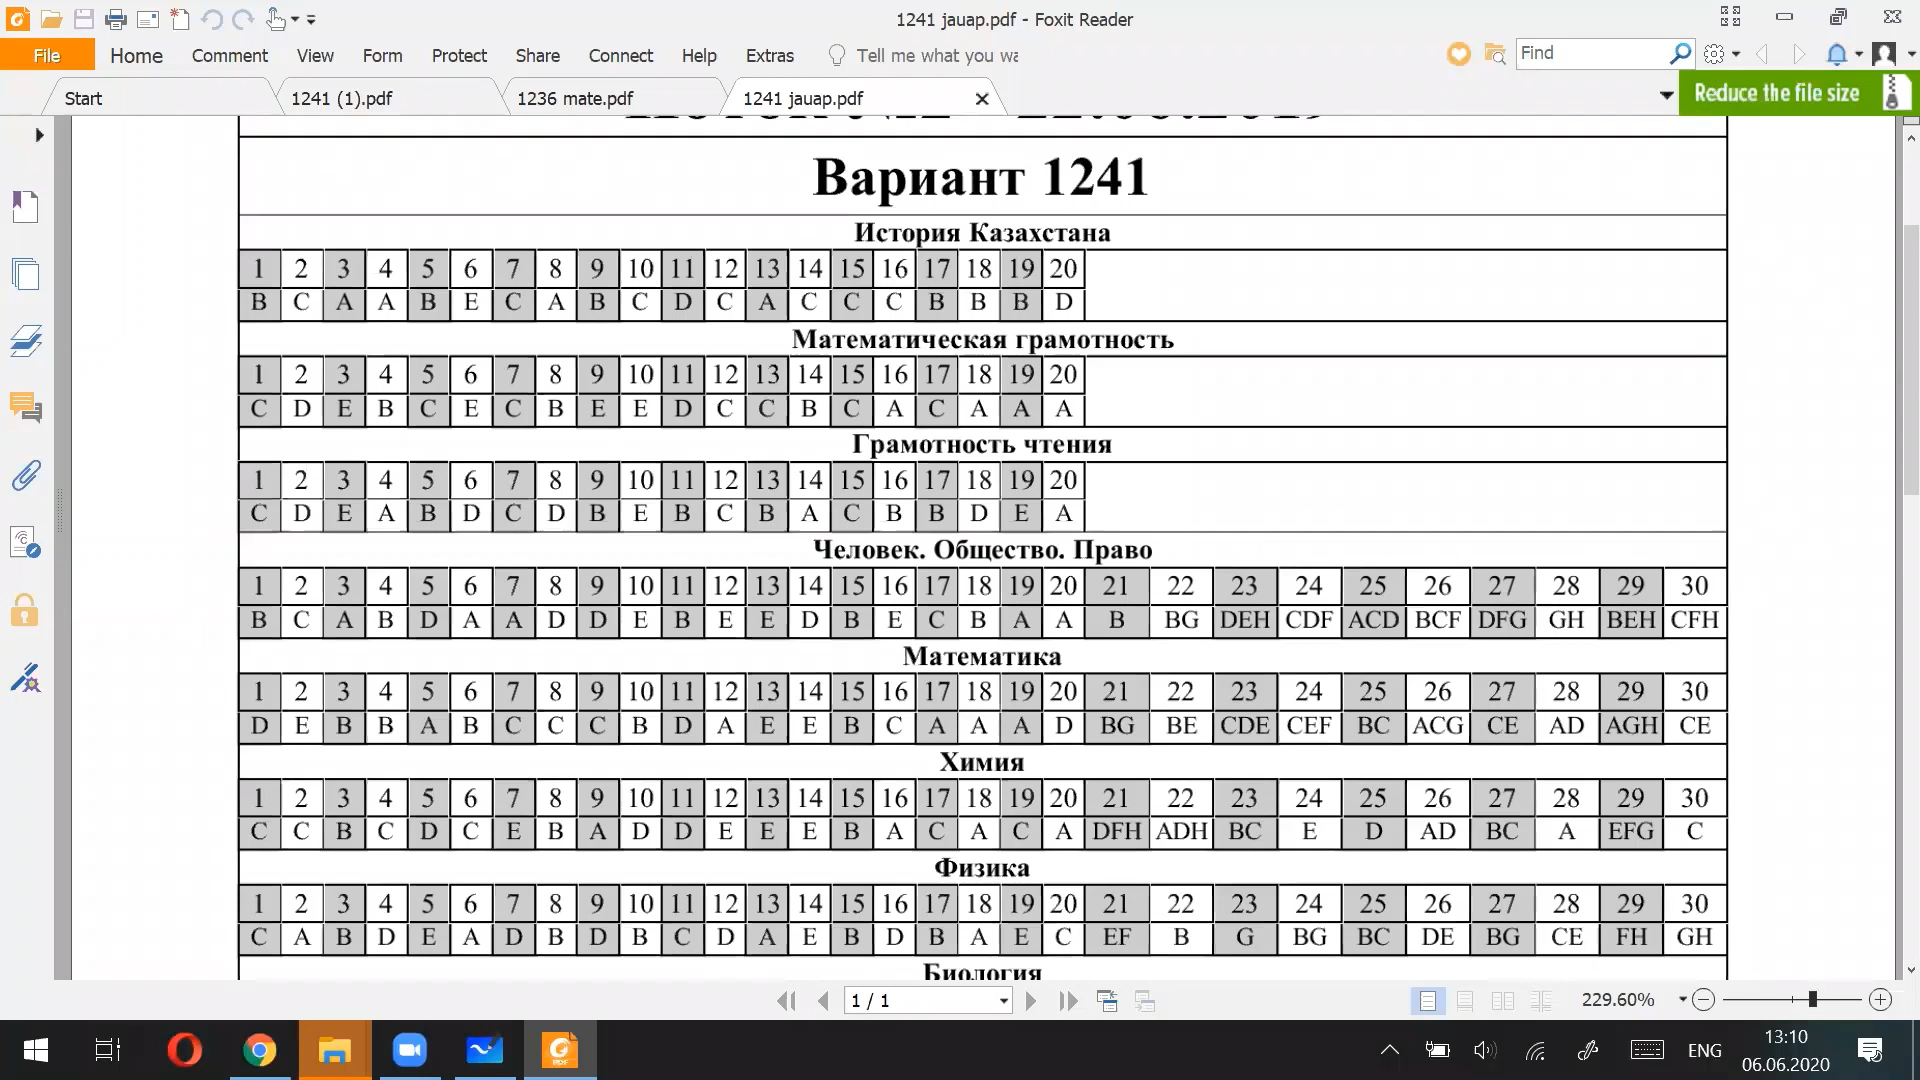 1241 jauap.pdf - Foxit Reader
File Home Comment View Form Protect Share Connect Help Extras Tell me what you wa Find
Start 1241 (1).pdf 1236 mate.pdf 1241 jauap.pdf Reduce the file size
Вариант 1241
История Казахстана
1 2 3 4 5 6 7 8 9 10 11 12 13 14 15 16 17 18 19 20
B C A A B E C A B C D C A C C C B B B D
Математическая грамотность
1 2 3 4 5 6 7 8 9 10 11 12 13 14 15 16 17 18 19 20
C D E B C E C B E E D C C B C A C A A A
Грамотность чтения
1 2 3 4 5 6 7 8 9 10 11 12 13 14 15 16 17 18 19 20
C D E A B D C D B E B C B A C B B D E A
Человек. Общество. Право
1 2 3 4 5 6 7 8 9 10 11 12 13 14 15 16 17 18 19 20 21 22 23 24 25 26 27 28 29 30
B C A B D A A D D E B E E D B E C B A A B BG DEH CDF ACD BCF DFG GH BEH CFH
Математика
1 2 3 4 5 6 7 8 9 10 11 12 13 14 15 16 17 18 19 20 21 22 23 24 25 26 27 28 29 30
D E B B A B C C C B D A E E B C A A A D BG BE CDE CEF BC ACG CE AD AGH CE
Химия
1 2 3 4 5 6 7 8 9 10 11 12 13 14 15 16 17 18 19 20 21 22 23 24 25 26 27 28 29 30
C C B C D C E B A D D E E E B A C A C A DFH ADH BC E D AD BC A EFG C
Физика
1 2 3 4 5 6 7 8 9 10 11 12 13 14 15 16 17 18 19 20 21 22 23 24 25 26 27 28 29 30
C A B D E A D B D B C D A E B D B A E C EF B G BG BC DE BG CE FH GH
Биология
1 / 1 229.60%
13:10
ENG
06.06.2020